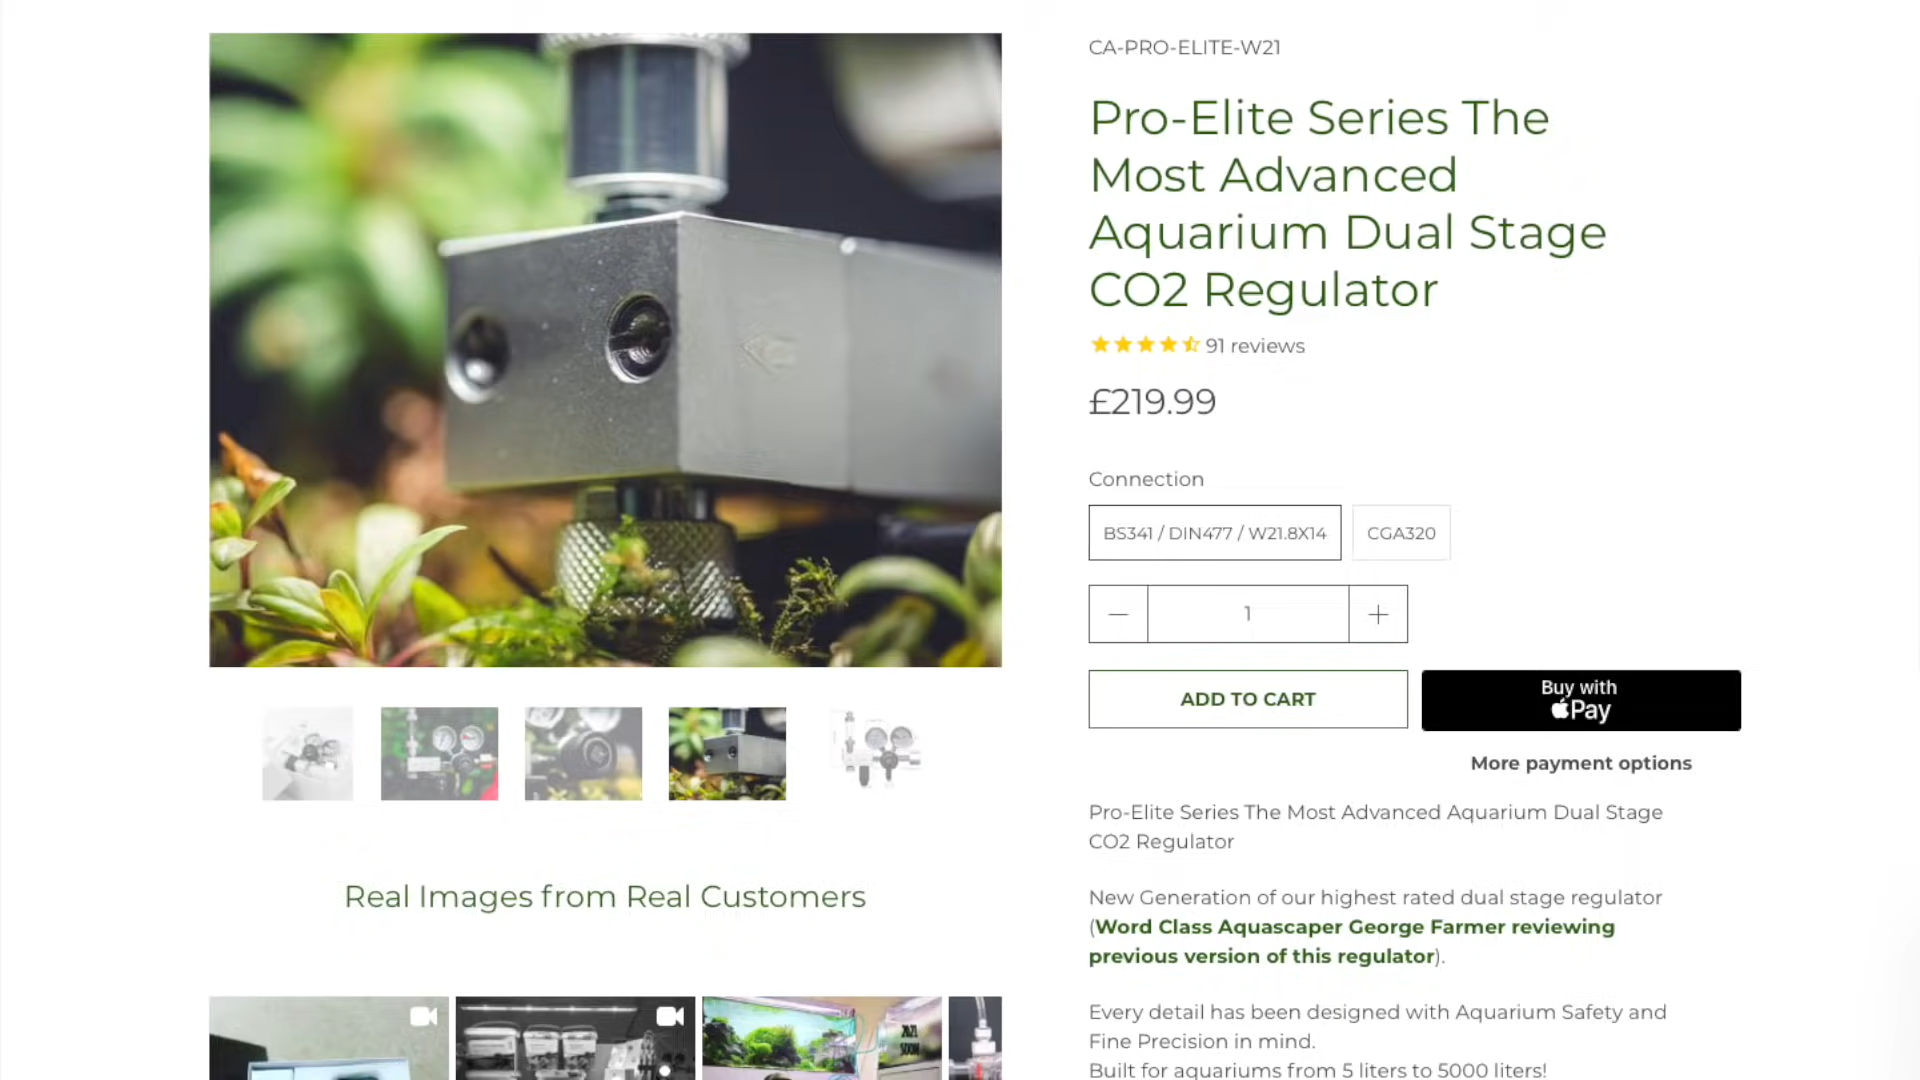 CA-PRO-ELITE-W21
Pro-Elite Series The
Most Advanced
Aquarium Dual Stage
CO2 Regulator
91 reviews
£219.99
Connection
BS341 / DIN477 / W21.8X14 CGA320
1
ADD TO CART
Buy with
Pay
More payment options
Pro-Elite Series The Most Advanced Aquarium Dual Stage
CO2 Regulator
New Generation of our highest rated dual stage regulator
(Word Class Aquascaper George Farmer reviewing
previous version of this regulator).
Every detail has been designed with Aquarium Safety and
Fine Precision in mind.
Built for aquariums from 5 liters to 5000 liters!
Real Images from Real Customers
2021
SOON